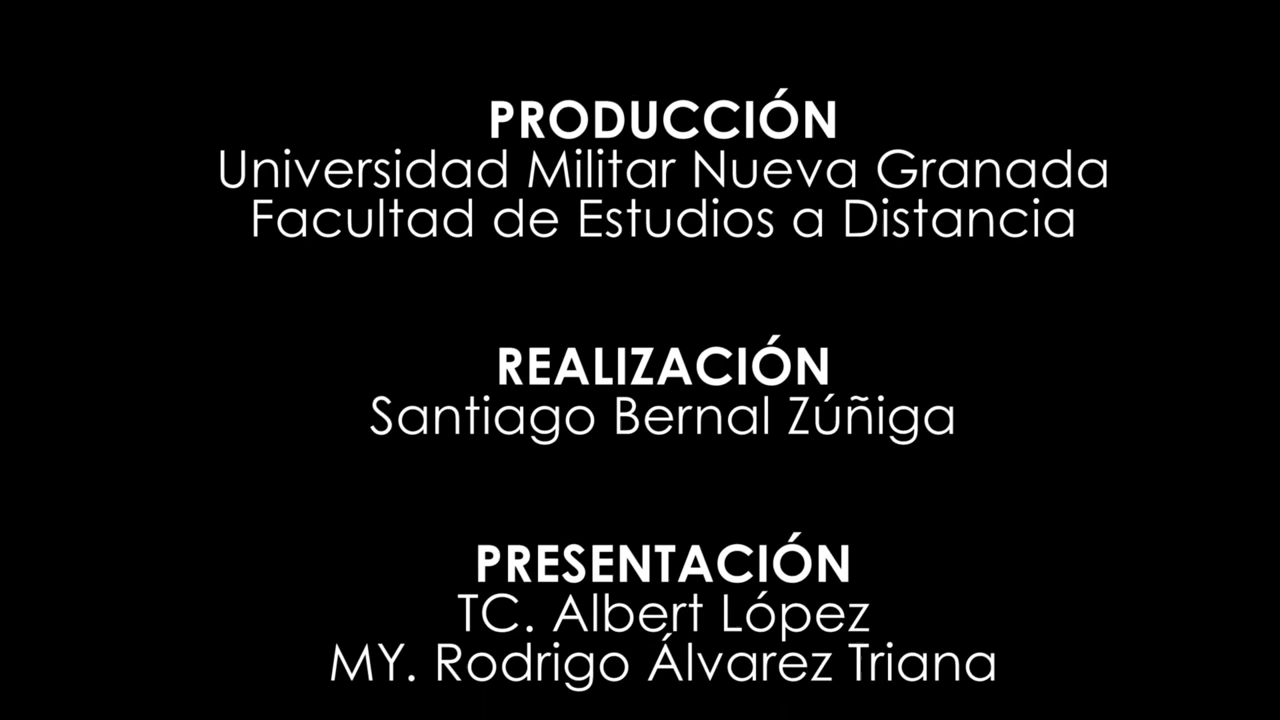 PRODUCCIÓN
Universidad Militar Nueva Granada
Facultad de Estudios a Distancia
REALIZACIÓN
Santiago Bernal Zúñiga
PRESENTACIÓN
TC. Albert López
MY. Rodrigo Álvarez Triana